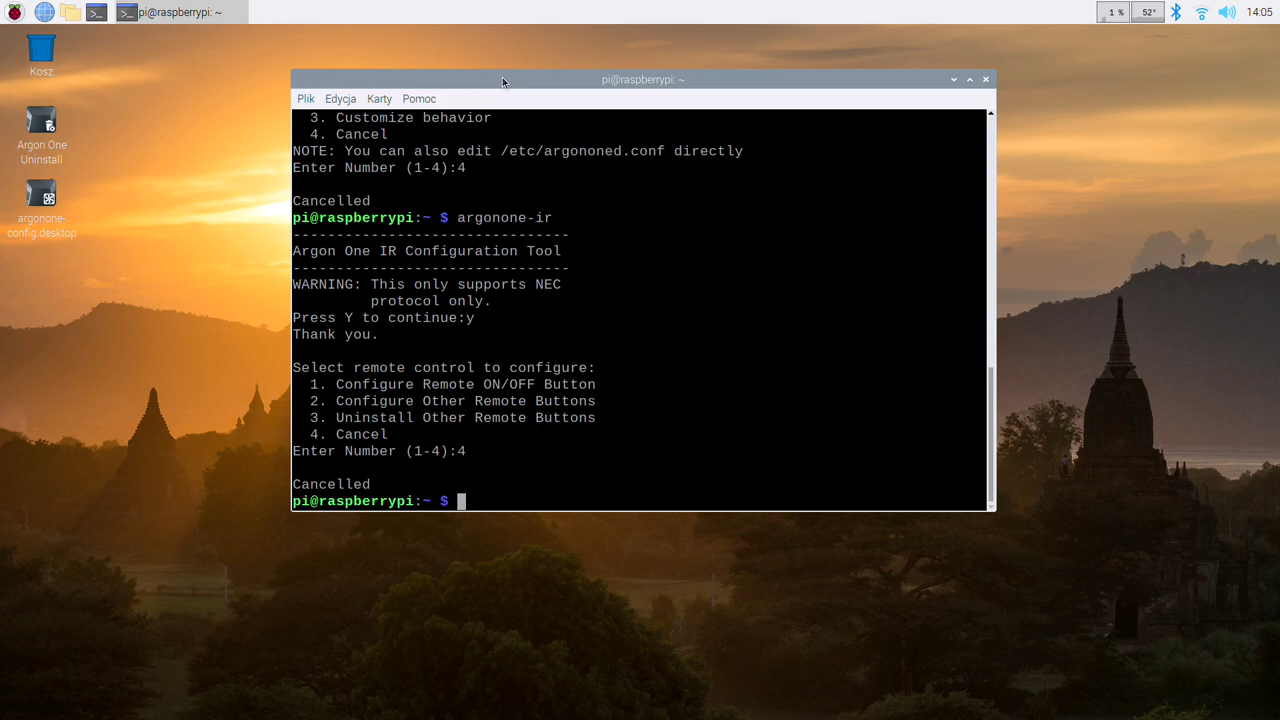 pi@raspberrypi: ~
1 %
52°
14:05
Kosz
Argon One
Uninstall
argonone-
config.desktop
pi@raspberrypi: ~
Plik Edycja Karty Pomoc
  3. Customize behavior
  4. Cancel
NOTE: You can also edit /etc/argononed.conf directly
Enter Number (1-4):4

Cancelled
pi@raspberrypi:~ $ argonone-ir
--------------------------------
Argon One IR Configuration Tool
--------------------------------
WARNING: This only supports NEC
         protocol only.
Press Y to continue:y
Thank you.

Select remote control to configure:
  1. Configure Remote ON/OFF Button
  2. Configure Other Remote Buttons
  3. Uninstall Other Remote Buttons
  4. Cancel
Enter Number (1-4):4

Cancelled
pi@raspberrypi:~ $